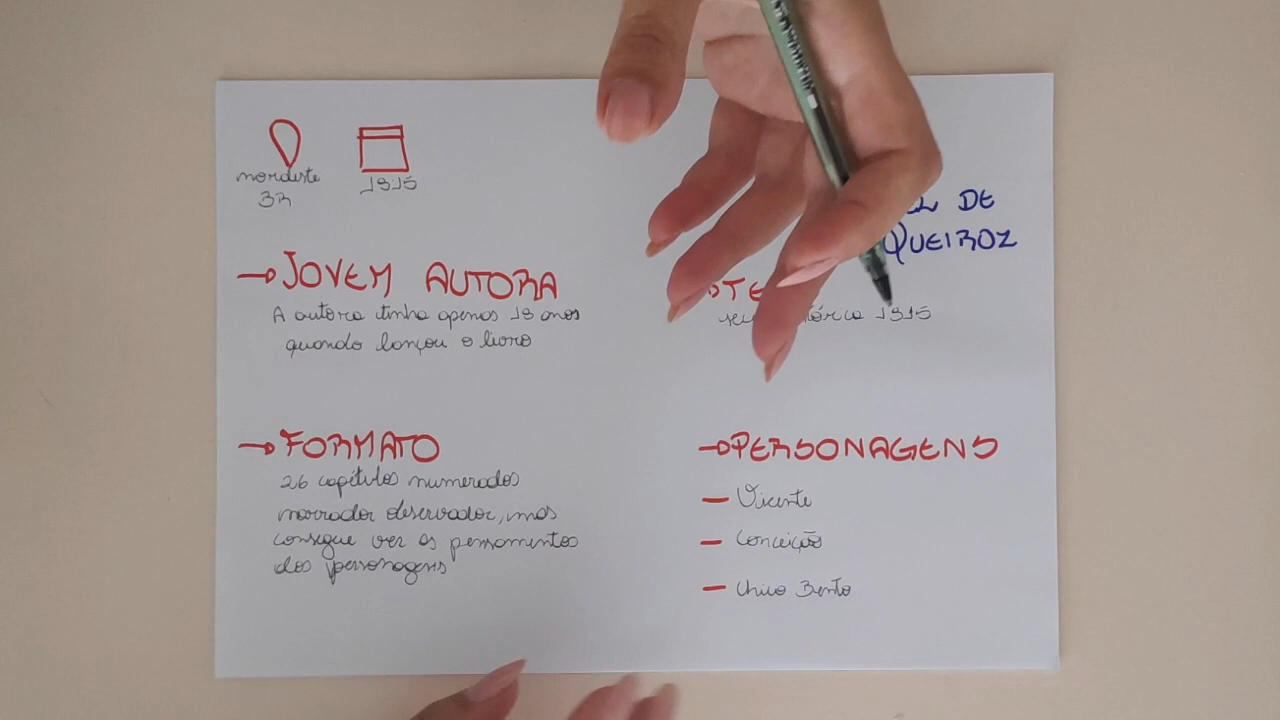 nordeste
BR
1915
DE
QUEIROZ
→ JOVEM AUTORA
A autora tinha apenas 19 anos
quando lançou o livro
1915
→ FORMATO
26 capítulos numerados
narrador observador, mas
consegue ver os pensamentos
dos personagens
→ PERSONAGENS
- Vicente
- Conceição
- Chico Bento